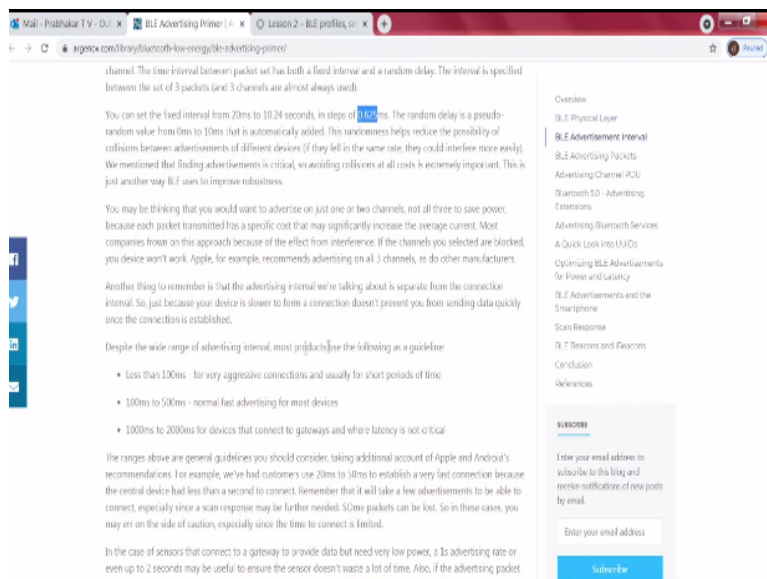 Mail - Prabhakar T V - Out
BLE Advertising Primer | A
Lesson 2 - BLE profiles, se
argenox.com/library/bluetooth-low-energy/ble-advertising-primer/
Paused
channel. The time interval between packet set has both a fixed interval and a random delay. The interval is specified
between the set of 3 packets (and 3 channels are almost always used).
You can set the fixed interval from 20ms to 10.24 seconds, in steps of 0.625ms. The random delay is a pseudo-
random value from 0ms to 10ms that is automatically added. This randomness helps reduce the possibility of
collisions between advertisements of different devices (if they fell in the same rate, they could interfere more easily).
We mentioned that finding advertisements is critical, so avoiding collisions at all costs is extremely important. This is
just another way BLE uses to improve robustness.
You may be thinking that you would want to advertise on just one or two channels, not all three to save power,
because each packet transmitted has a specific cost that may significantly increase the average current. Most
companies frown on this approach because of the effect from interference. If the channels you selected are blocked,
you device won't work. Apple, for example, recommends advertising on all 3 channels, as do other manufacturers.
Another thing to remember is that the advertising interval we're talking about is separate from the connection
interval. So, just because your device is slower to form a connection doesn't prevent you from sending data quickly
once the connection is established.
Despite the wide range of advertising interval, most products use the following as a guideline:
• Less than 100ms - for very aggressive connections and usually for short periods of time
• 100ms to 500ms - normal fast advertising for most devices
• 1000ms to 2000ms for devices that connect to gateways and where latency is not critical
The ranges above are general guidelines you should consider, taking additional account of Apple and Android's
recommendations. For example, we've had customers use 20ms to 50ms to establish a very fast connection because
the central device had less than a second to connect. Remember that it will take a few advertisements to be able to
connect, especially since a scan response may be further needed. SOme packets can be lost. So in these cases, you
may err on the side of caution, especially since the time to connect is limited.
In the case of sensors that connect to a gateway to provide data but need very low power, a 1s advertising rate or
even up to 2 seconds may be useful to ensure the sensor doesn't waste a lot of time. Also, if the advertising packet
Overview
BLE Physical Layer
BLE Advertisement Interval
BLE Advertising Packets
Advertising Channel PDU
Bluetooth 5.0 - Advertising
Extensions
Advertising Bluetooth Services
A Quick Look into UUIDs
Optimizing BLE Advertisements
for Power and Latency
BLE Advertisements and the
Smartphone
Scan Response
BLE Beacons and iBeacons
Conclusion
References
SUBSCRIBE
Enter your email address to
subscribe to this blog and
receive notifications of new posts
by email.
Enter your email address
Subscribe